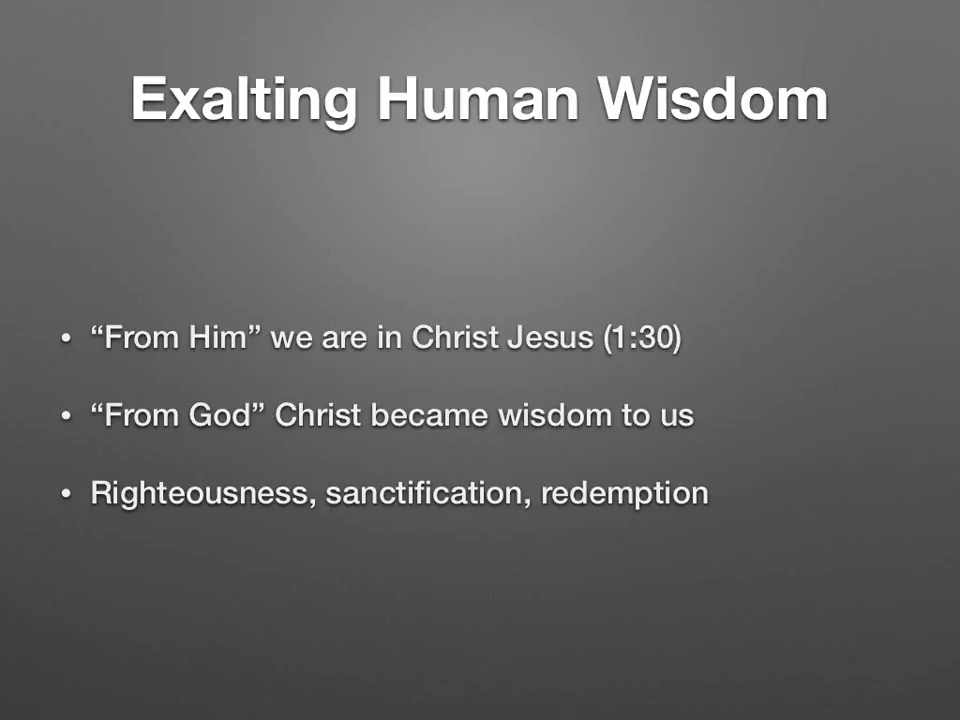 Exalting Human Wisdom
• “From Him” we are in Christ Jesus (1:30)
• “From God” Christ became wisdom to us
• Righteousness, sanctification, redemption